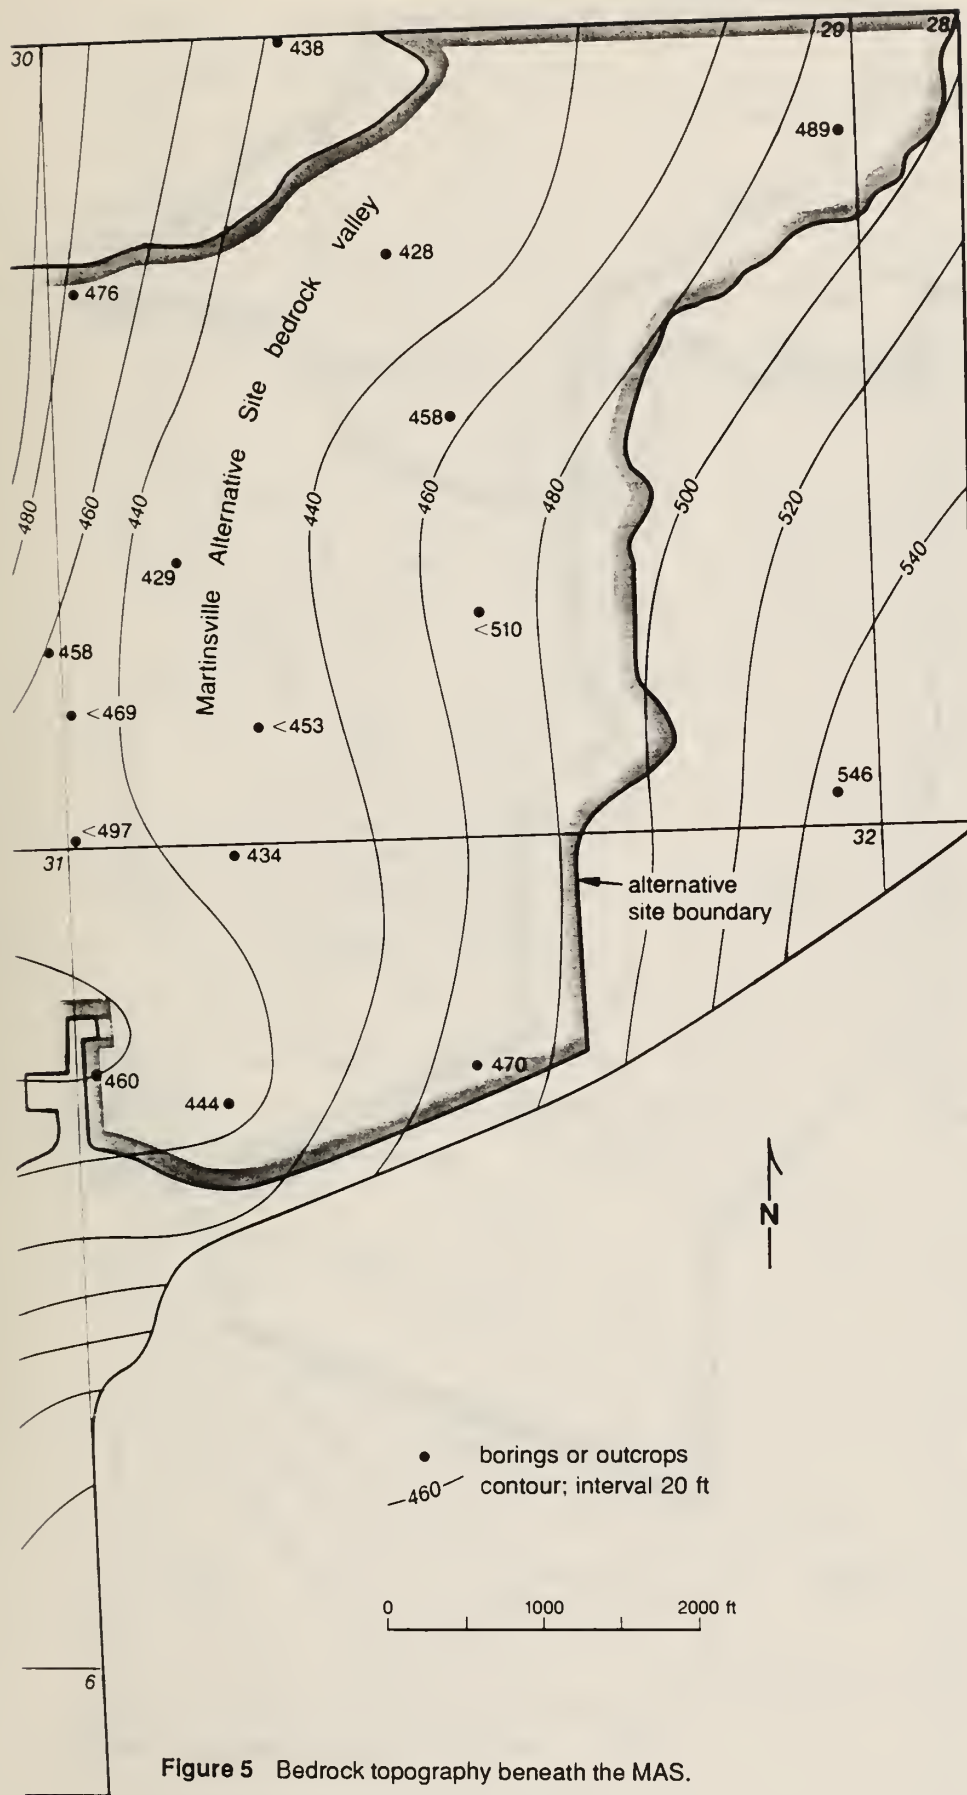 30
438
29
28
489
valley
428
476
bedrock
Site
458
Alternative
Martinsville
480
460
440
440
460
480
500
520
540
429
<510
458
<469
<453
546
<497
31
434
32
alternative
site boundary
460
444
470
N
borings or outcrops
460 contour; interval 20 ft
0 1000 2000 ft
6
Figure 5 Bedrock topography beneath the MAS.